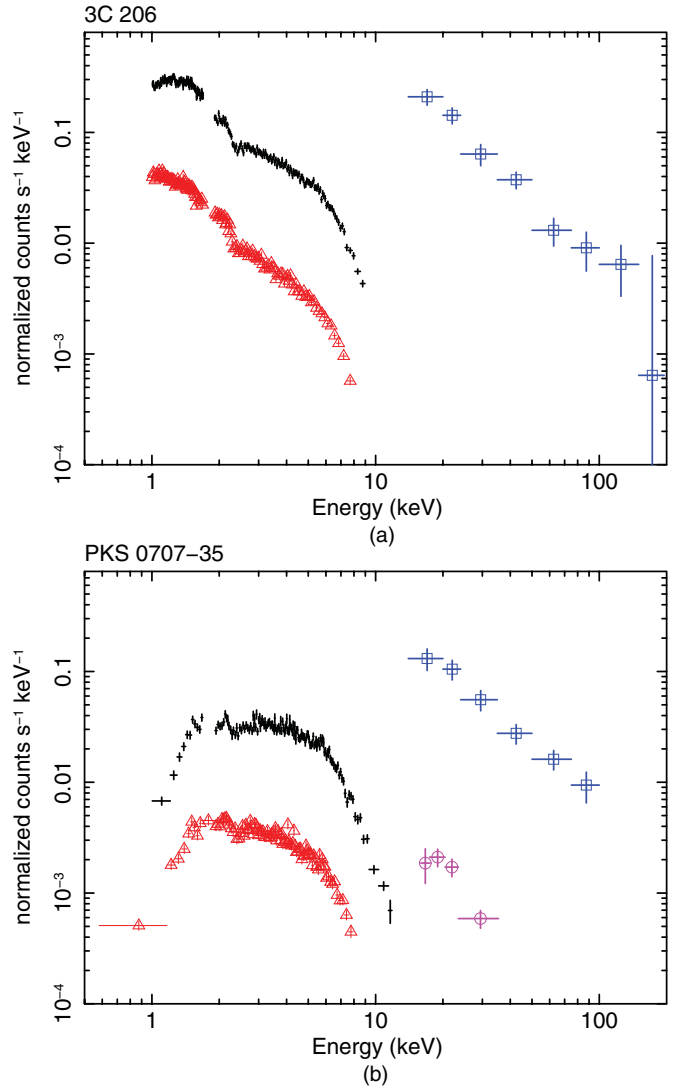 3C 206
normalized counts s⁻¹ keV⁻¹
0.1
0.01
10⁻³
10⁻⁴
1 10 100
Energy (keV)
(a)
PKS 0707−35
normalized counts s⁻¹ keV⁻¹
0.1
0.01
10⁻³
10⁻⁴
1 10 100
Energy (keV)
(b)